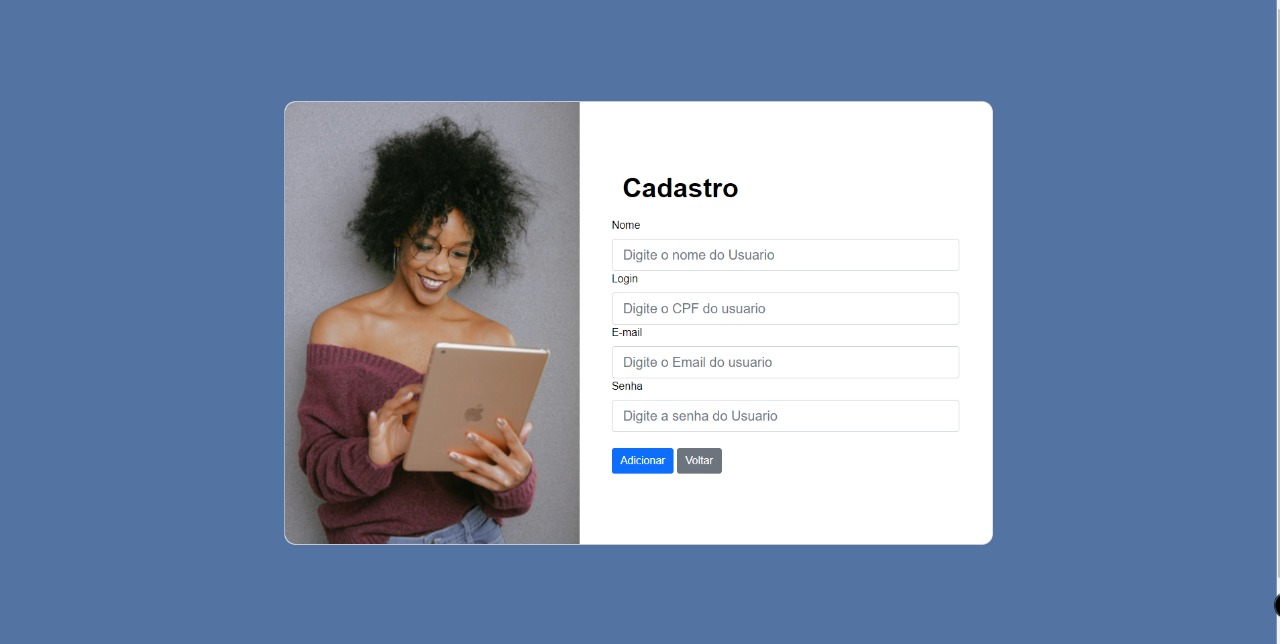 Cadastro
Nome
Digite o nome do Usuario
Login
Digite o CPF do usuario
E-mail
Digite o Email do usuario
Senha
Digite a senha do Usuario
Adicionar Voltar